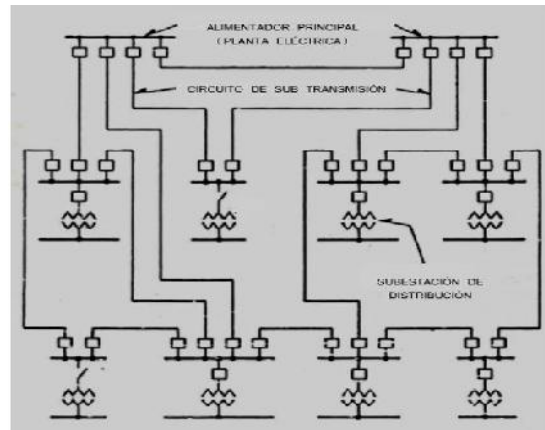 ALIMENTADOR PRINCIPAL
(PLANTA ELÉCTRICA)
CIRCUITO DE SUB TRANSMISIÓN
SUBESTACIÓN DE
DISTRIBUCIÓN